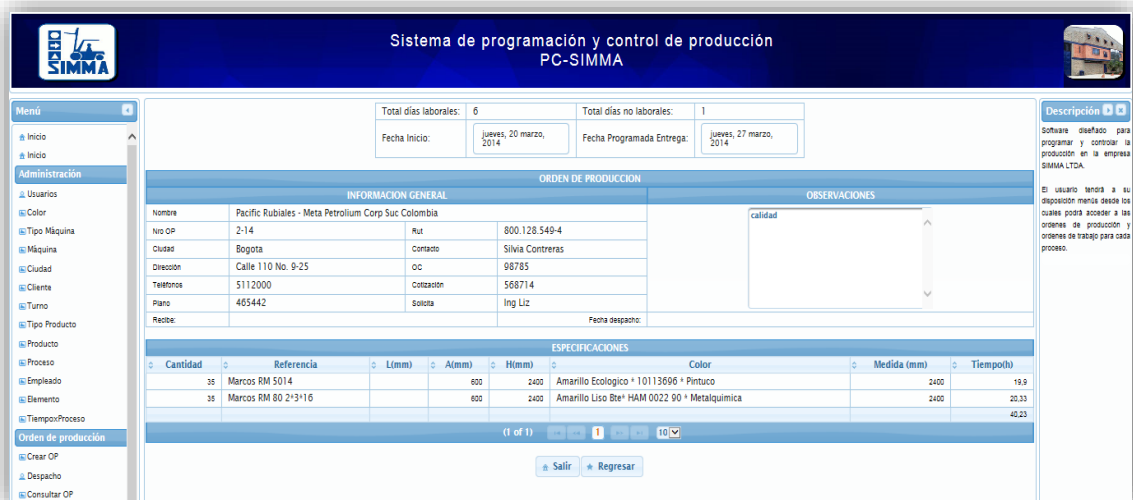 SIMMA
Sistema de programación y control de producción
PC-SIMMA
Menú
Inicio
Inicio
Administración
Usuarios
Color
Tipo Màquina
Màquina
Ciudad
Cliente
Turno
Tipo Producto
Producto
Proceso
Empleado
Elemento
TiempoxProceso
Orden de producción
Crear OP
Despacho
Consultar OP
Total días laborales: 6 Total días no laborales: 1
Fecha Inicio: jueves, 20 marzo, 2014 Fecha Programada Entrega: jueves, 27 marzo, 2014
ORDEN DE PRODUCCION
INFORMACION GENERAL OBSERVACIONES
Nombre Pacific Rubiales - Meta Petrolium Corp Suc Colombia calidad
Nro OP 2-14 Rut 800.128.549-4
Ciudad Bogota Contacto Silvia Contreras
Dirección Calle 110 No. 9-25 OC 98785
Teléfonos 5112000 Cotización 568714
Plano 465442 Solicita Ing Liz
Recibe: Fecha despacho:
ESPECIFICACIONES
Cantidad Referencia L(mm) A(mm) H(mm) Color Medida (mm) Tiempo(h)
35 Marcos RM 5014 600 2400 Amarillo Ecologico * 10113696 * Pintuco 2400 19,9
35 Marcos RM 80 2*3*16 600 2400 Amarillo Liso Bte* HAM 0022 90 * Metalquimica 2400 20,33
40,23
(1 of 1) 1 10
Salir Regresar
Descripción
Software diseñado para
programar y controlar la
producción en la empresa
SIMMA LTDA.
El usuario tendrá a su
disposición menús desde los
cuales podrá acceder a las
ordenes de producción y
ordenes de trabajo para cada
proceso.